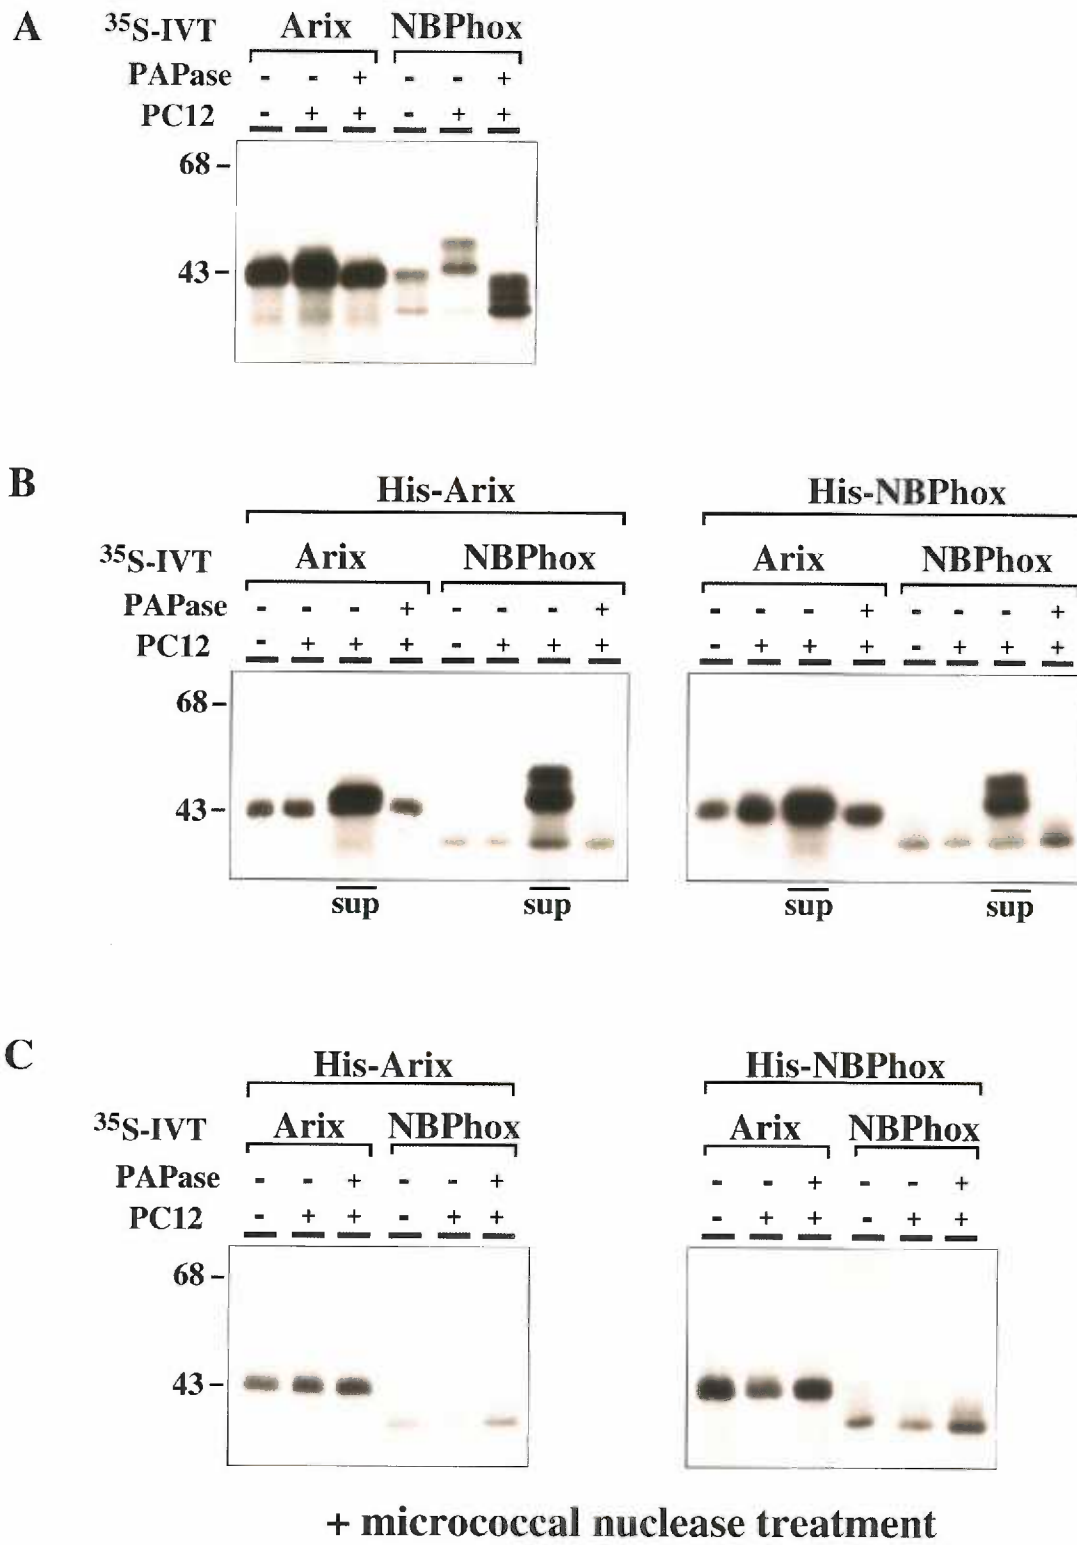 A
35S-IVT Arix NBPhox
PAPase - - + - - +
PC12 - + + - + +
68 –
43 –
B
His-Arix His-NBPhox
35S-IVT Arix NBPhox Arix NBPhox
PAPase - - - + - - - + - - - + - - - +
PC12 - + + + - + + + - + + + - + + +
68 –
43 –
sup sup sup sup
C
His-Arix His-NBPhox
35S-IVT Arix NBPhox Arix NBPhox
PAPase - - + - - + - - + - - +
PC12 - + + - + + - + + - + +
68 –
43 –
+ micrococcal nuclease treatment